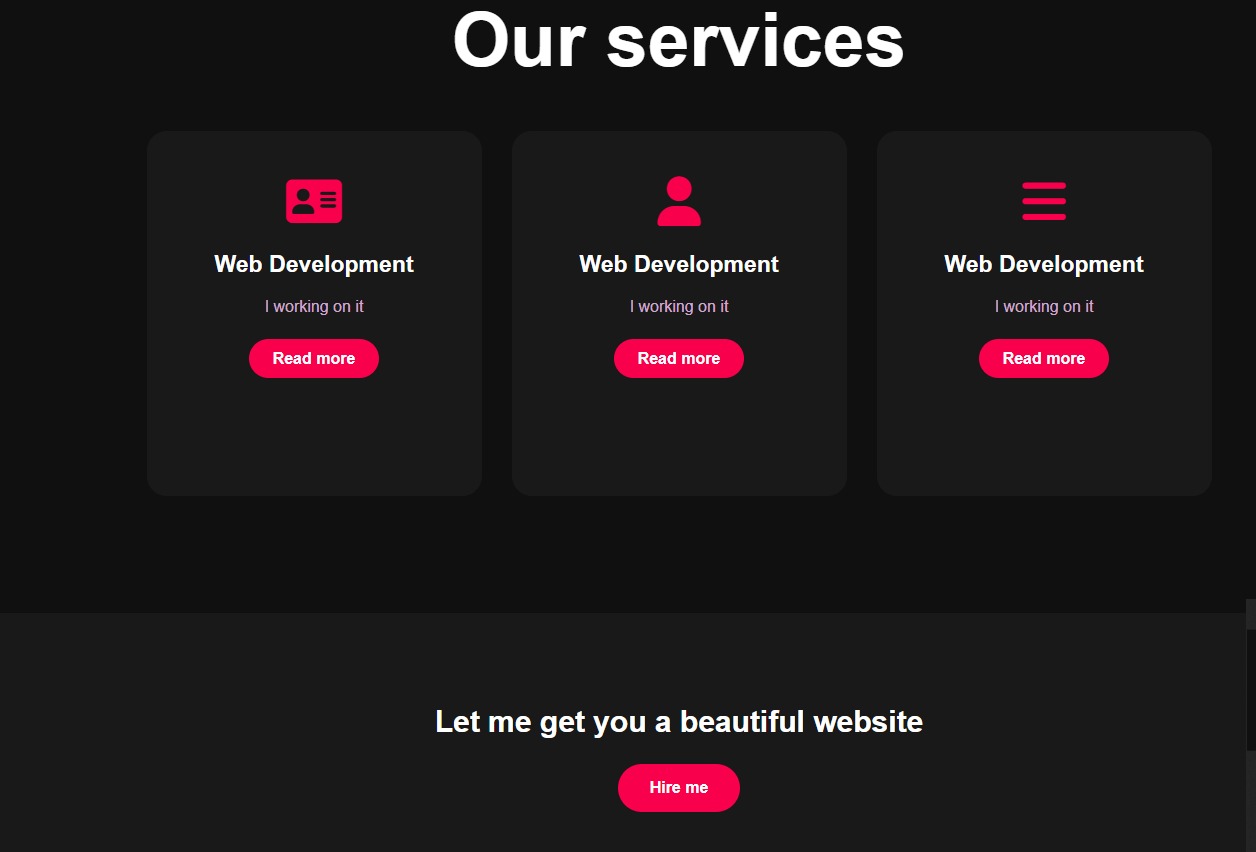 Our services
Web Development
I working on it
Read more
Web Development
I working on it
Read more
Web Development
I working on it
Read more
Let me get you a beautiful website
Hire me